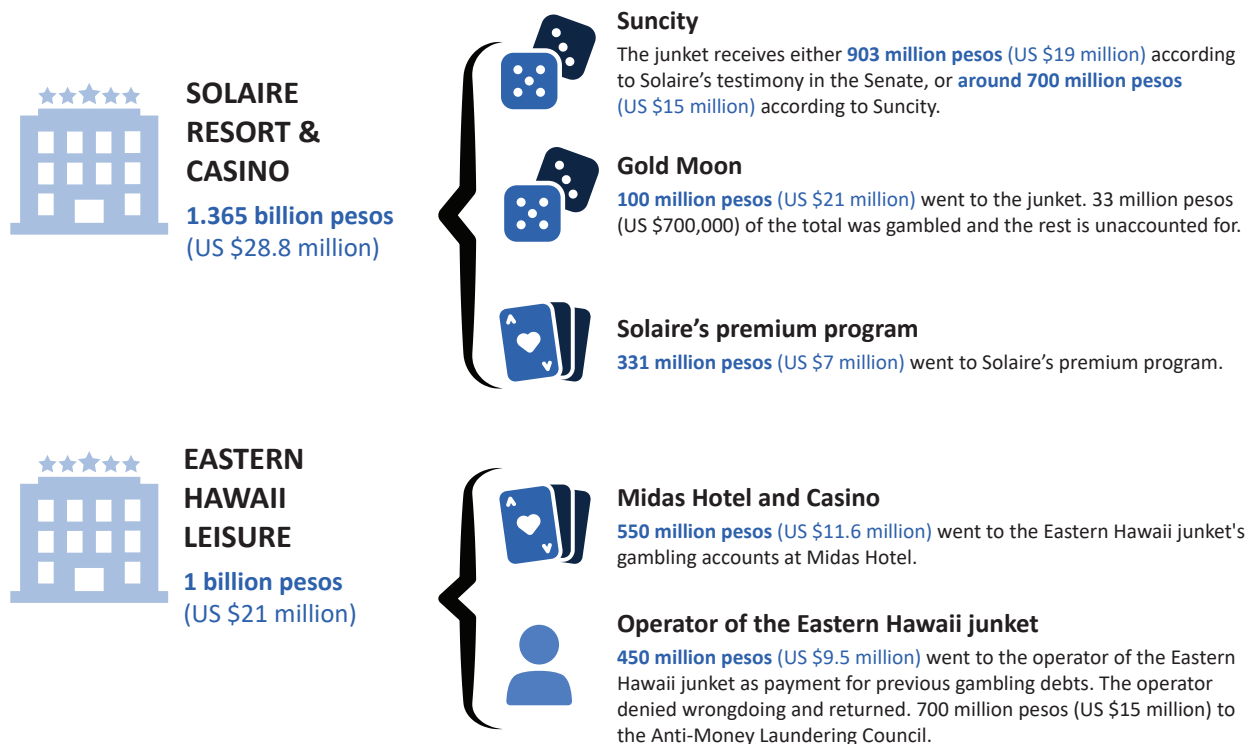 SOLAIRE
RESORT &
CASINO
1.365 billion pesos
(US $28.8 million)
Suncity
The junket receives either 903 million pesos (US $19 million) according
to Solaire’s testimony in the Senate, or around 700 million pesos
(US $15 million) according to Suncity.
Gold Moon
100 million pesos (US $21 million) went to the junket. 33 million pesos
(US $700,000) of the total was gambled and the rest is unaccounted for.
Solaire’s premium program
331 million pesos (US $7 million) went to Solaire’s premium program.
EASTERN
HAWAII
LEISURE
1 billion pesos
(US $21 million)
Midas Hotel and Casino
550 million pesos (US $11.6 million) went to the Eastern Hawaii junket's
gambling accounts at Midas Hotel.
Operator of the Eastern Hawaii junket
450 million pesos (US $9.5 million) went to the operator of the Eastern
Hawaii junket as payment for previous gambling debts. The operator
denied wrongdoing and returned. 700 million pesos (US $15 million) to
the Anti-Money Laundering Council.